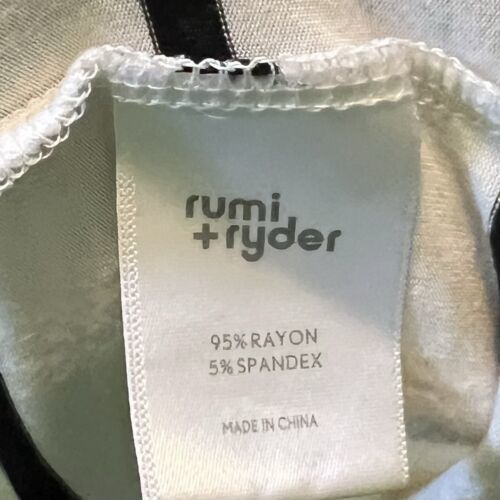 rumi
+ryder
95% RAYON
5% SPANDEX
MADE IN CHINA